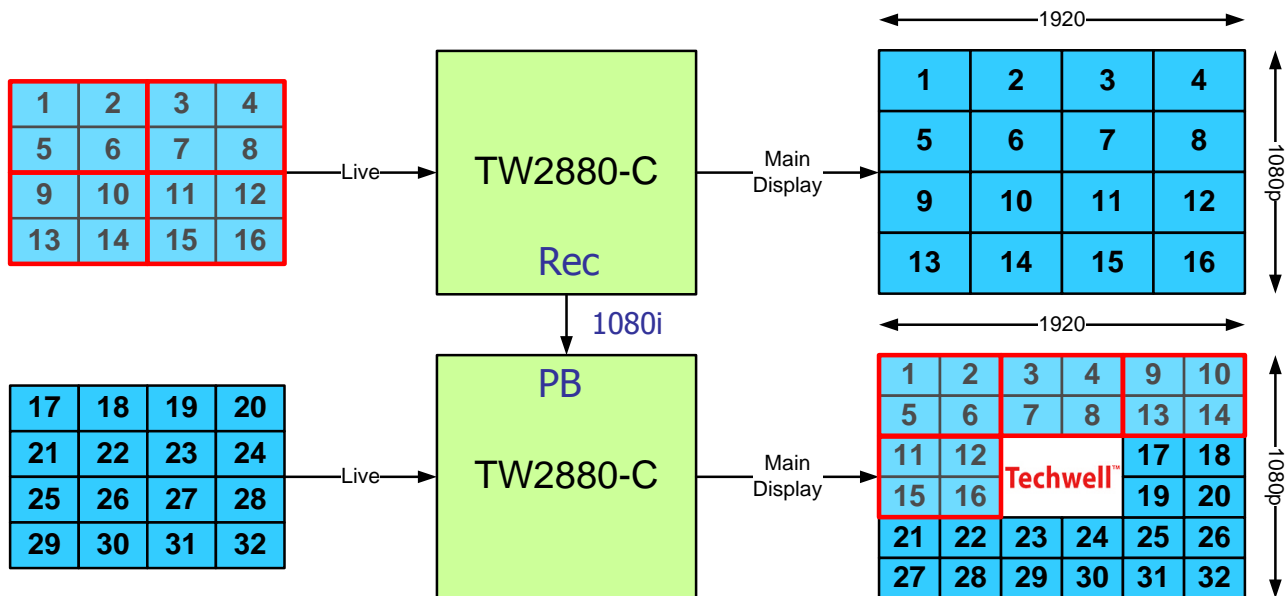 1920
1 2 3 4
5 6 7 8
9 10 11 12
13 14 15 16
Live
TW2880-C
Rec
Main
Display
1 2 3 4
5 6 7 8
9 10 11 12
13 14 15 16
1080p
1080i
1920
17 18 19 20
21 22 23 24
25 26 27 28
29 30 31 32
Live
PB
TW2880-C
Main
Display
1 2 3 4 9 10
5 6 7 8 13 14
11 12 Techwell™ 17 18
15 16 19 20
21 22 23 24 25 26
27 28 29 30 31 32
1080p